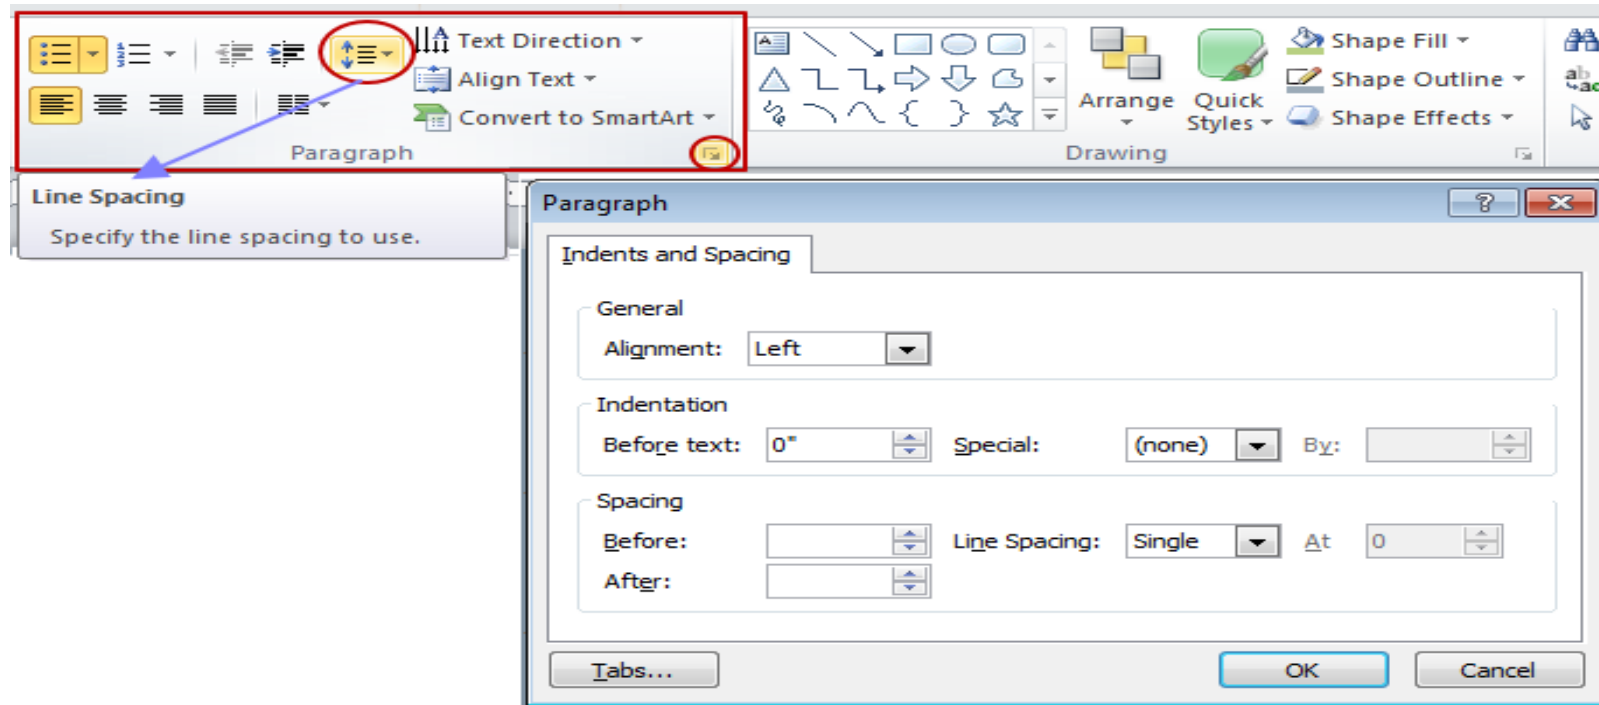 Text Direction
Align Text
Convert to SmartArt
Paragraph
Arrange
Quick
Styles
Shape Fill
Shape Outline
Shape Effects
Drawing
Line Spacing
Specify the line spacing to use.
Paragraph
Indents and Spacing
General
Alignment: Left
Indentation
Before text: 0" Special: (none) By:
Spacing
Before: Line Spacing: Single At 0
After:
Tabs... OK Cancel